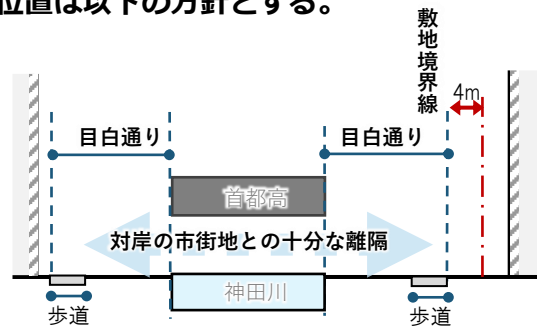 位置は以下の方針とする。
敷地境界線
4m
目白通り
目白通り
首都高
対岸の市街地との十分な離隔
神田川
歩道
歩道